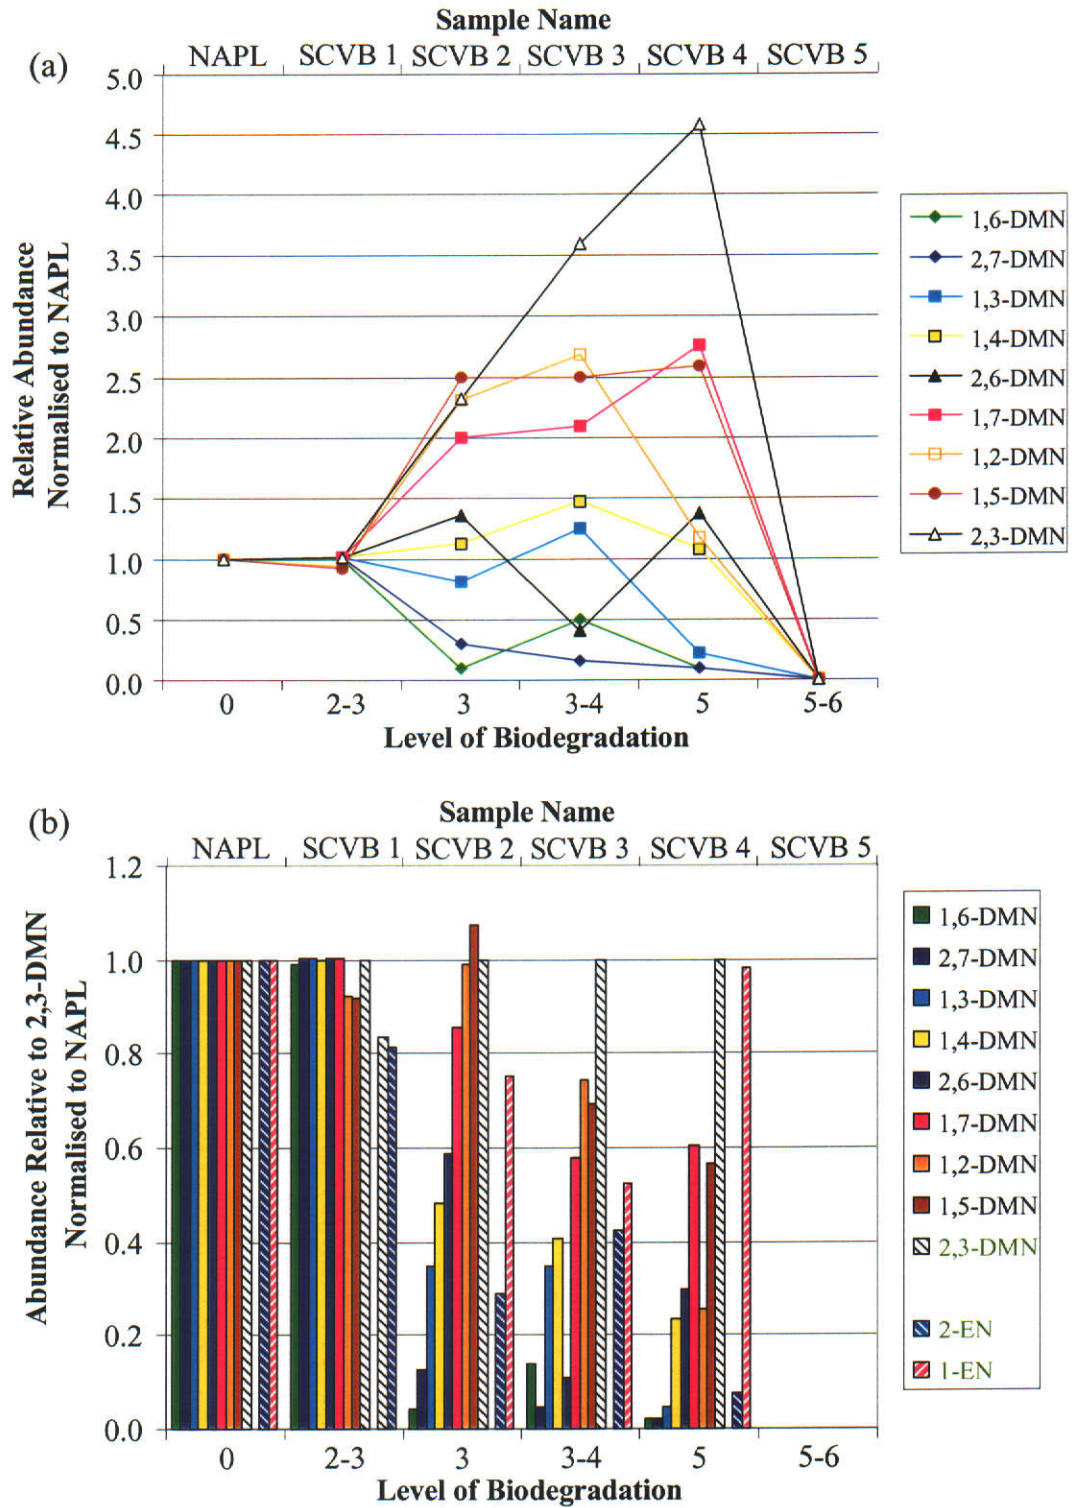 Sample Name
(a)
NAPL SCVB 1 SCVB 2 SCVB 3 SCVB 4 SCVB 5
5.0
4.5
4.0
3.5
3.0
2.5
2.0
1.5
1.0
0.5
0.0
Relative Abundance
Normalised to NAPL
0 2-3 3 3-4 5 5-6
Level of Biodegradation
1,6-DMN
2,7-DMN
1,3-DMN
1,4-DMN
2,6-DMN
1,7-DMN
1,2-DMN
1,5-DMN
2,3-DMN
Sample Name
(b)
NAPL SCVB 1 SCVB 2 SCVB 3 SCVB 4 SCVB 5
1.2
1.0
0.8
0.6
0.4
0.2
0.0
Abundance Relative to 2,3-DMN
Normalised to NAPL
0 2-3 3 3-4 5 5-6
Level of Biodegradation
1,6-DMN
2,7-DMN
1,3-DMN
1,4-DMN
2,6-DMN
1,7-DMN
1,2-DMN
1,5-DMN
2,3-DMN
2-EN
1-EN